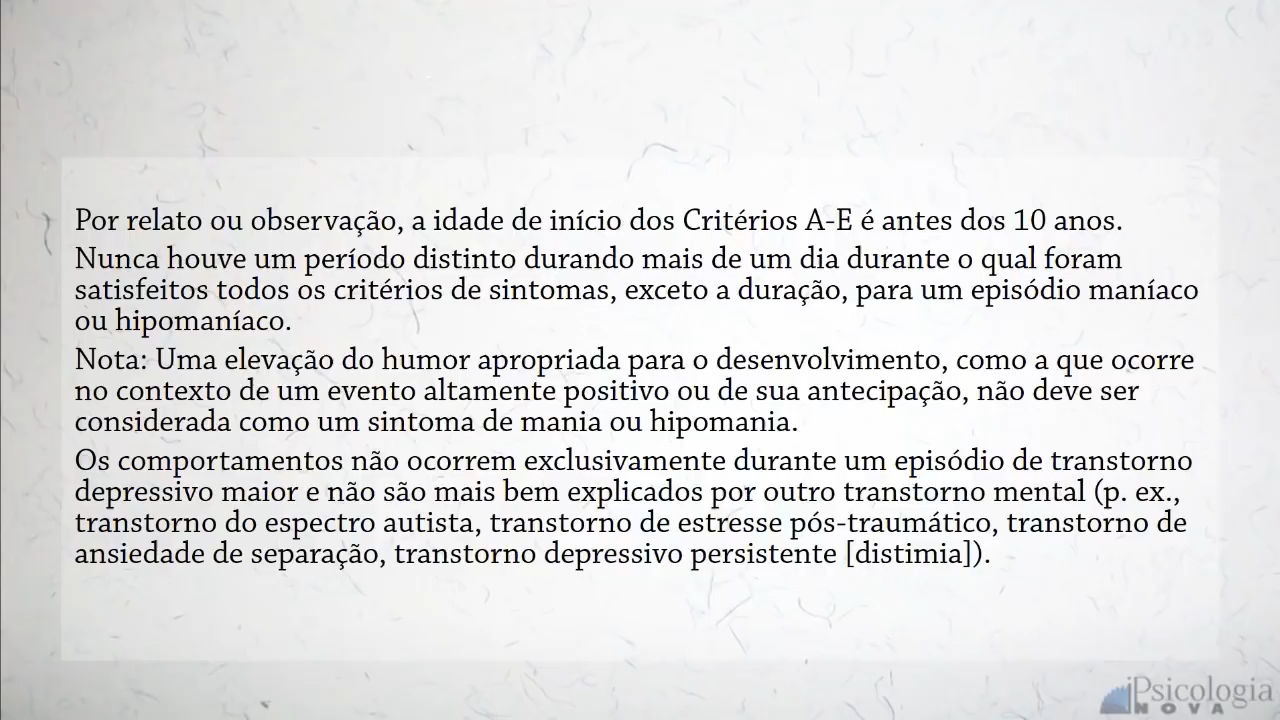 Por relato ou observação, a idade de início dos Critérios A-E é antes dos 10 anos.
Nunca houve um período distinto durando mais de um dia durante o qual foram
satisfeitos todos os critérios de sintomas, exceto a duração, para um episódio maníaco
ou hipomaníaco.
Nota: Uma elevação do humor apropriada para o desenvolvimento, como a que ocorre
no contexto de um evento altamente positivo ou de sua antecipação, não deve ser
considerada como um sintoma de mania ou hipomania.
Os comportamentos não ocorrem exclusivamente durante um episódio de transtorno
depressivo maior e não são mais bem explicados por outro transtorno mental (p. ex.,
transtorno do espectro autista, transtorno de estresse pós-traumático, transtorno de
ansiedade de separação, transtorno depressivo persistente [distimia]).
Psicologia
NOVA